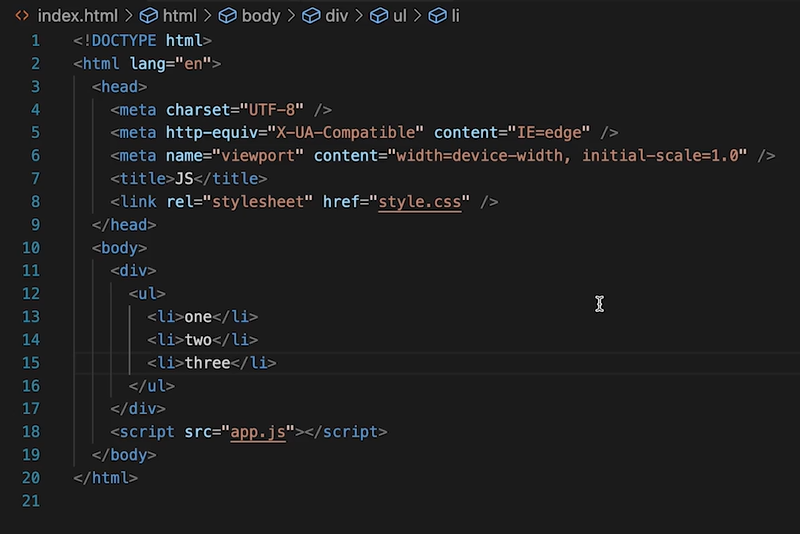 index.html > html > body > div > ul > li
1 <!DOCTYPE html>
2 <html lang="en">
3 <head>
4 <meta charset="UTF-8" />
5 <meta http-equiv="X-UA-Compatible" content="IE=edge" />
6 <meta name="viewport" content="width=device-width, initial-scale=1.0" />
7 <title>JS</title>
8 <link rel="stylesheet" href="style.css" />
9 </head>
10 <body>
11 <div>
12 <ul>
13 <li>one</li>
14 <li>two</li>
15 <li>three</li>
16 </ul>
17 </div>
18 <script src="app.js"></script>
19 </body>
20 </html>
21